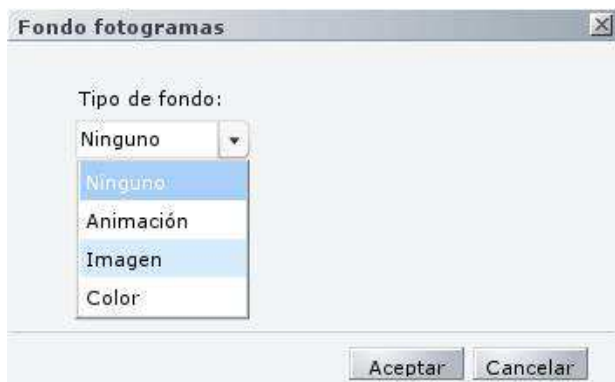 Fondo fotogramas
Tipo de fondo:
Ninguno
Ninguno
Animación
Imagen
Color
Aceptar Cancelar